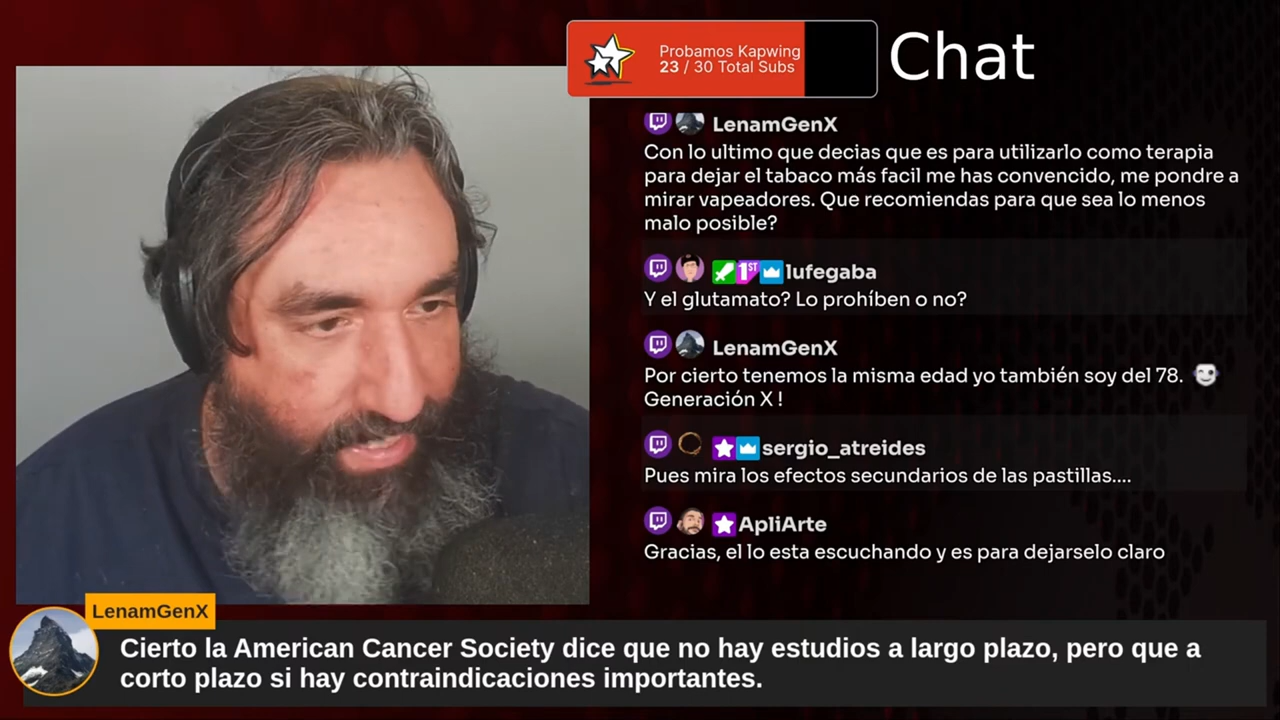 Probamos Kapwing
23 / 30 Total Subs
Chat
LenamGenX
Con lo ultimo que decias que es para utilizarlo como terapia
para dejar el tabaco más facil me has convencido, me pondre a
mirar vapeadores. Que recomiendas para que sea lo menos
malo posible?
1ST lufegaba
Y el glutamato? Lo prohíben o no?
LenamGenX
Por cierto tenemos la misma edad yo también soy del 78.
Generación X !
sergio_atreides
Pues mira los efectos secundarios de las pastillas....
ApliArte
Gracias, el lo esta escuchando y es para dejarselo claro
LenamGenX
Cierto la American Cancer Society dice que no hay estudios a largo plazo, pero que a
corto plazo si hay contraindicaciones importantes.